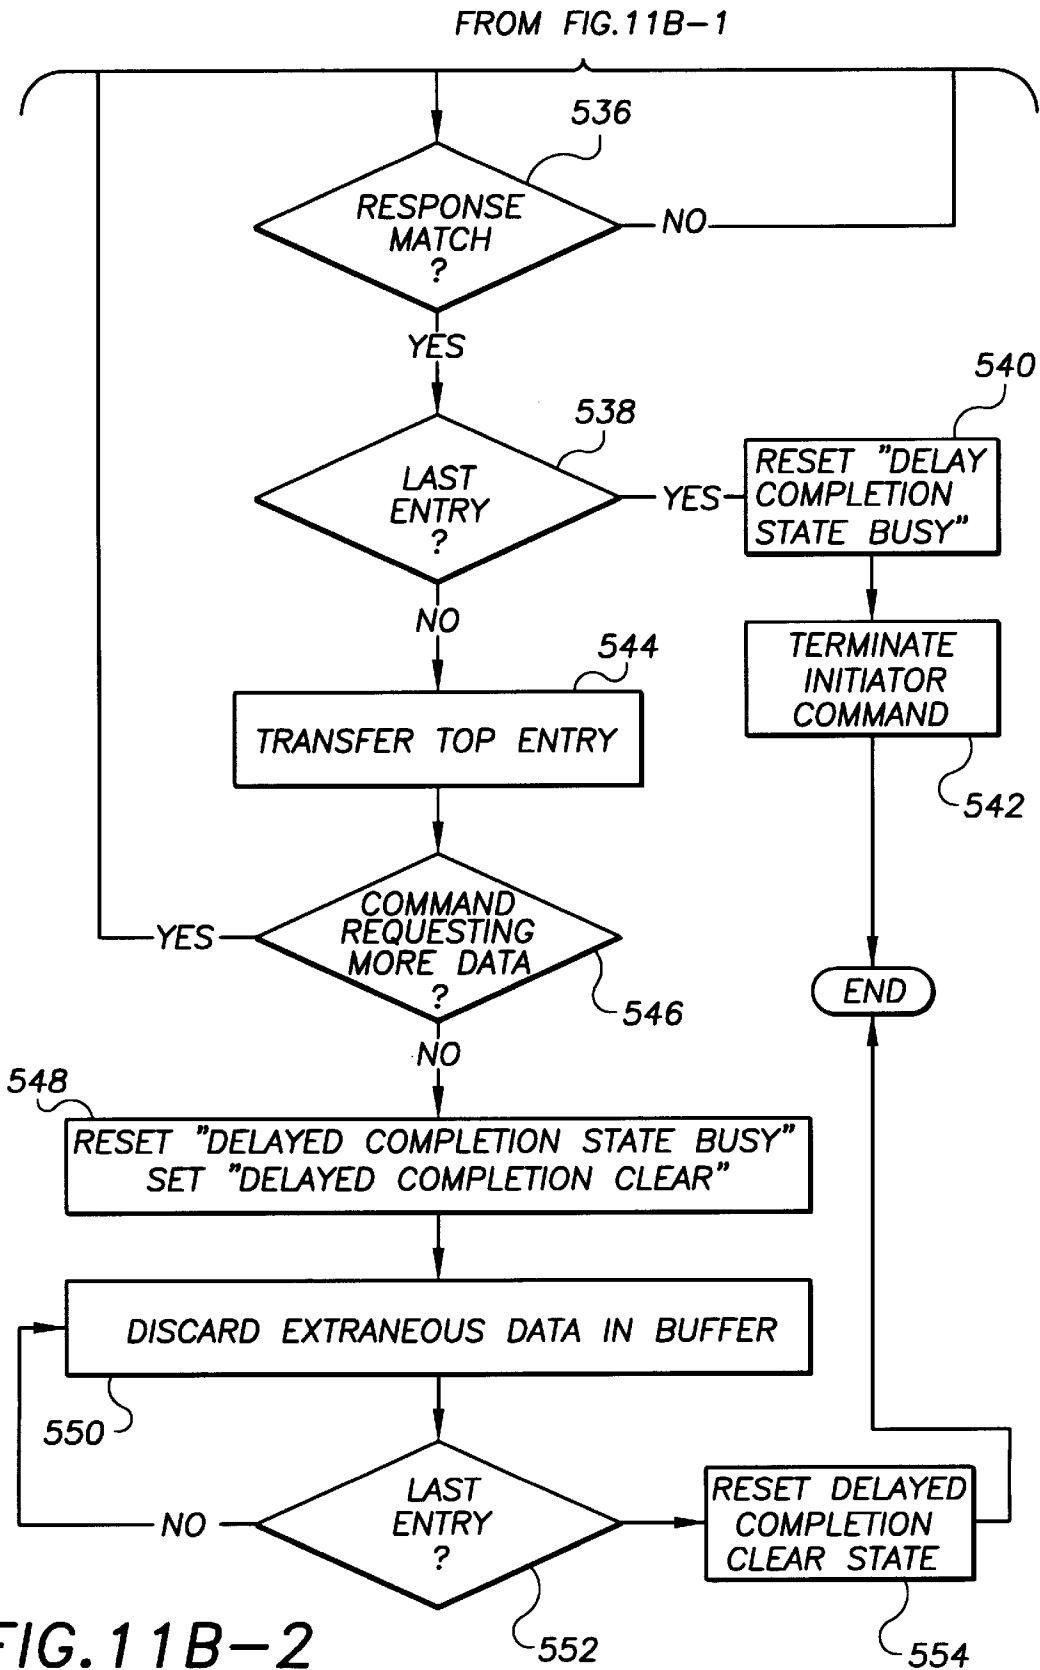 FROM FIG.11B-1
536
RESPONSE
MATCH
?
NO
YES
540
538
LAST
ENTRY
?
YES
RESET "DELAY
COMPLETION
STATE BUSY"
NO
544
TERMINATE
INITIATOR
COMMAND
TRANSFER TOP ENTRY
542
COMMAND
REQUESTING
MORE DATA
?
YES
546
END
NO
548
RESET "DELAYED COMPLETION STATE BUSY"
SET "DELAYED COMPLETION CLEAR"
DISCARD EXTRANEOUS DATA IN BUFFER
550
LAST
ENTRY
?
NO
RESET DELAYED
COMPLETION
CLEAR STATE
552
554
FIG.11B-2